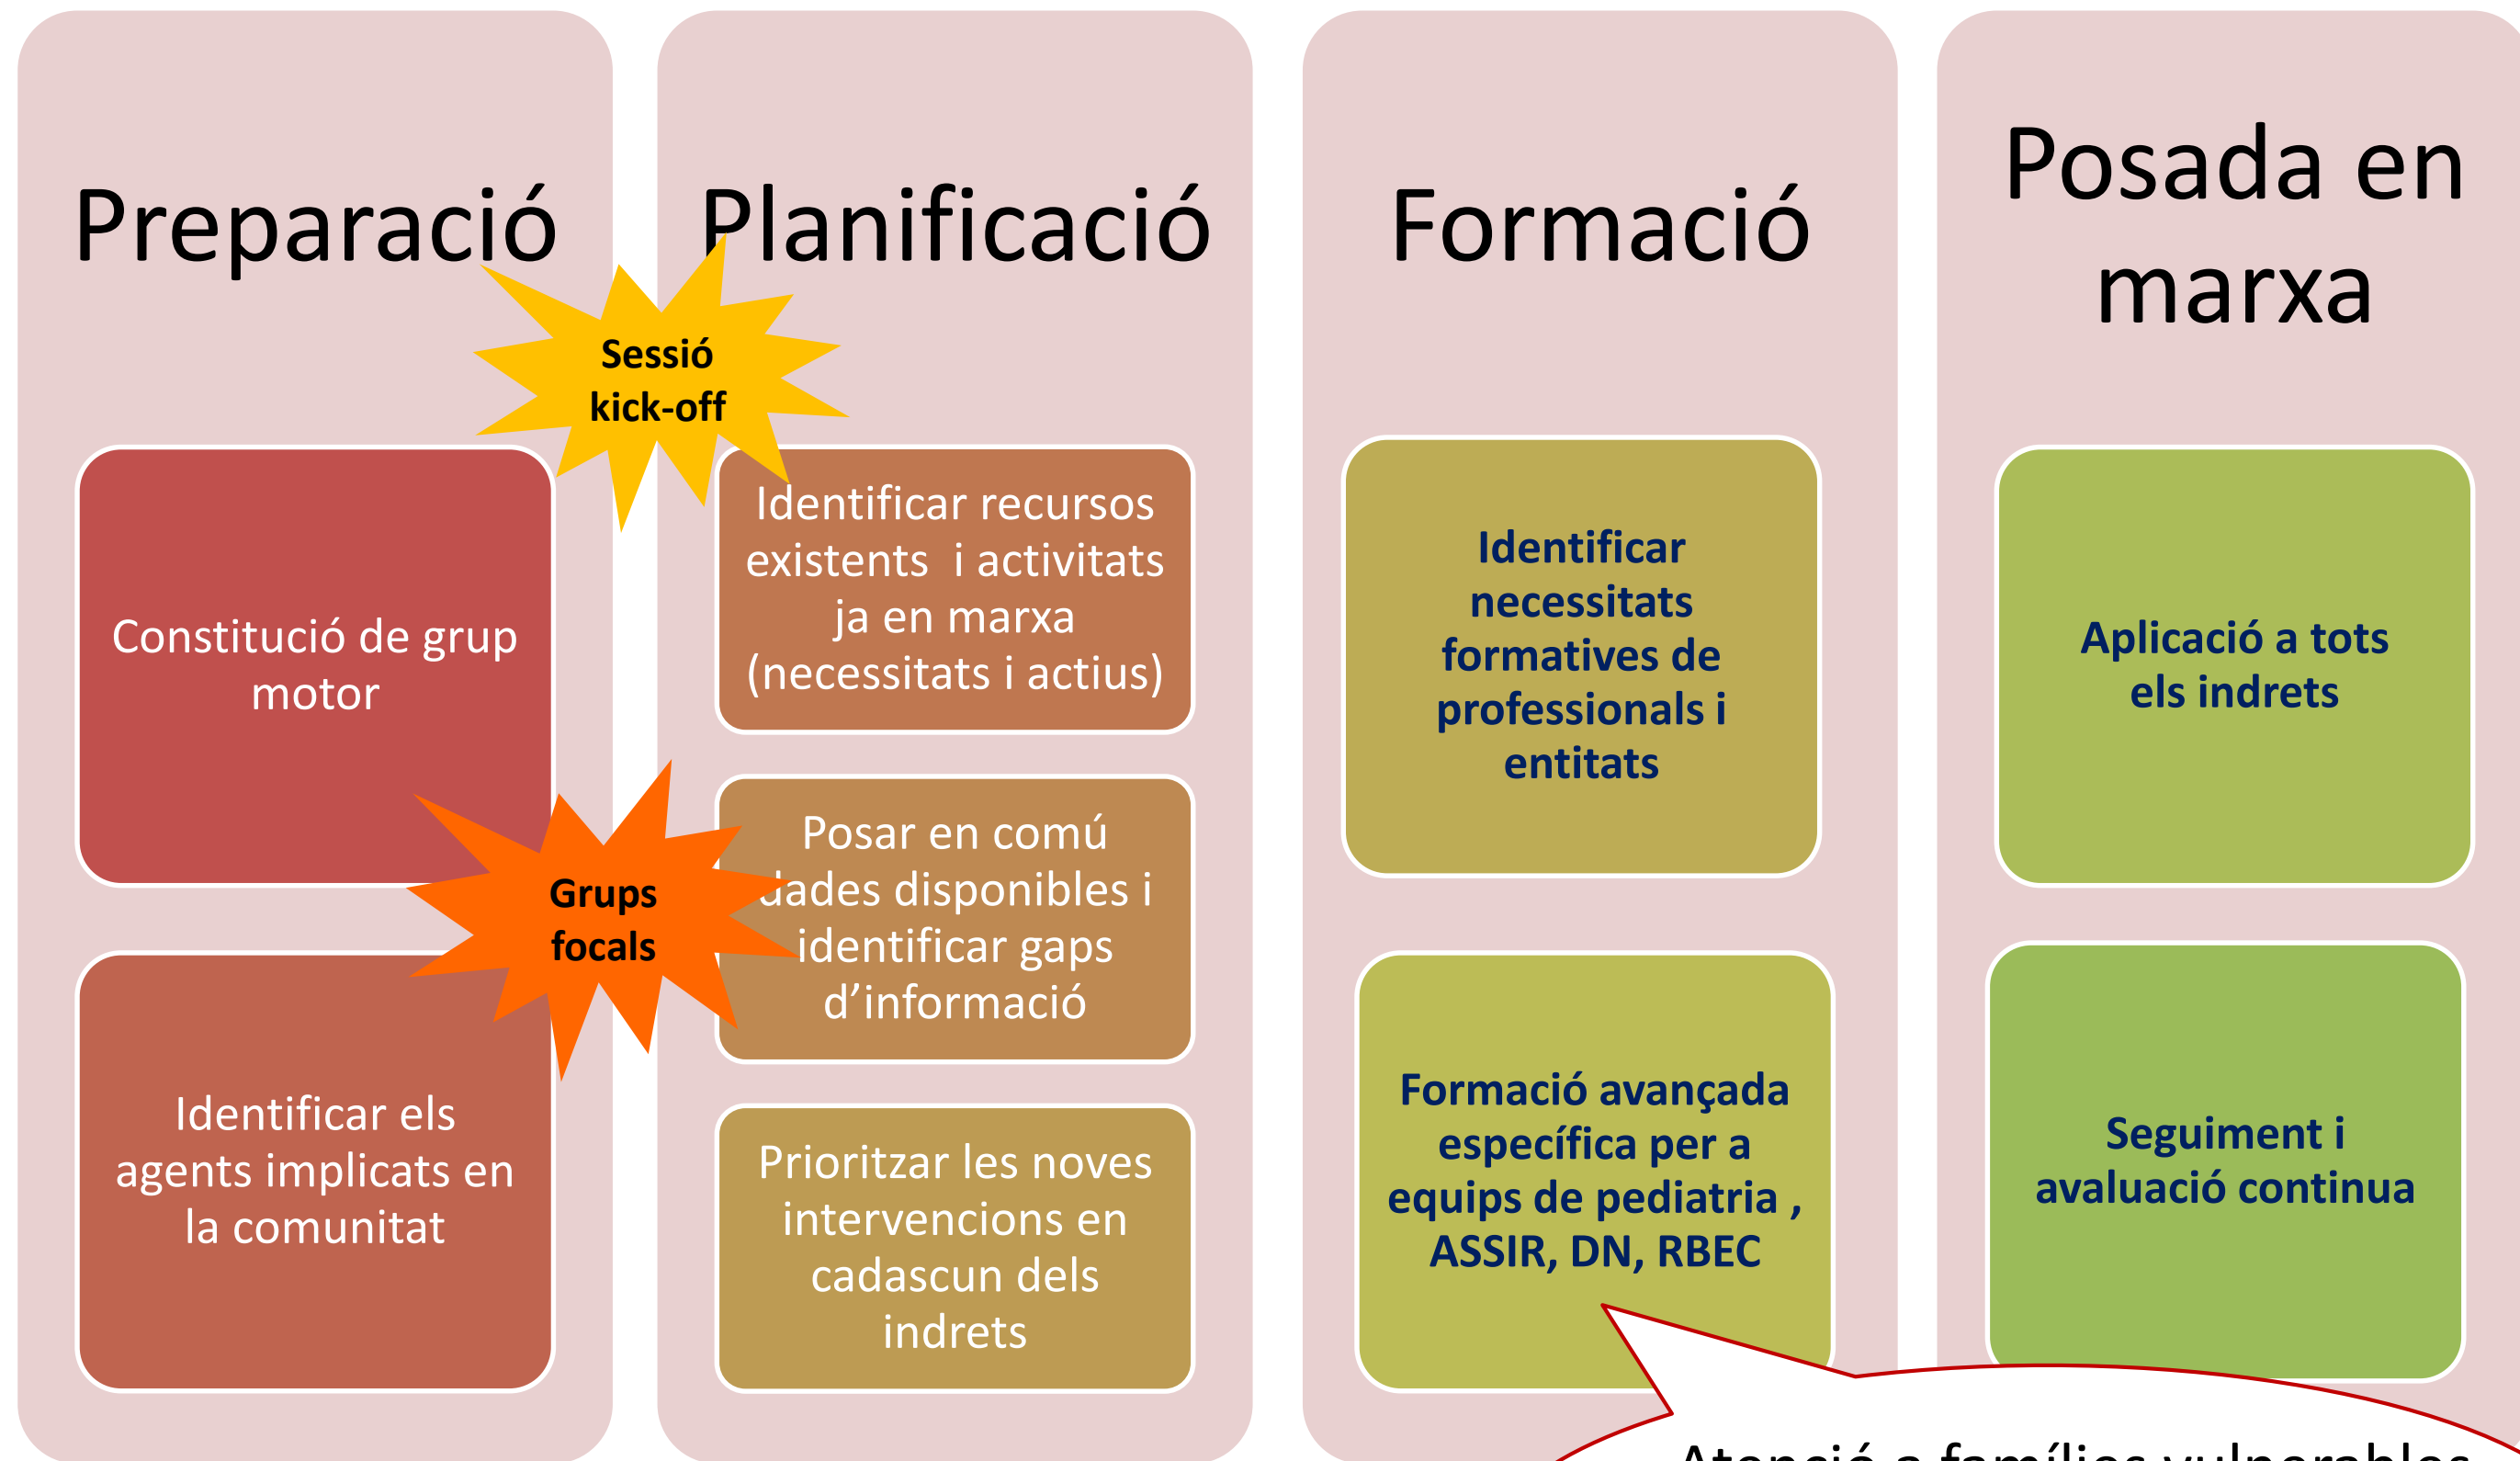 Preparació
Sessió
kick-off
Constitució de grup
motor
Grups
focals
Identificar els
agents implicats en
la comunitat
Planificació
Identificar recursos
existents  i activitats
ja en marxa
(necessitats i actius)
Posar en comú
dades disponibles i
identificar gaps
d’informació
Prioritzar les noves
intervencions en
cadascun dels
indrets
Formació
Identificar
necessitats
formatives de
professionals i
entitats
Formació avançada
específica per a
equips de pediatria ,
ASSIR, DN, RBEC
Posada en
marxa
Aplicació a tots
els indrets
Seguiment i
avaluació continua
Atenció a famílies vulnerables